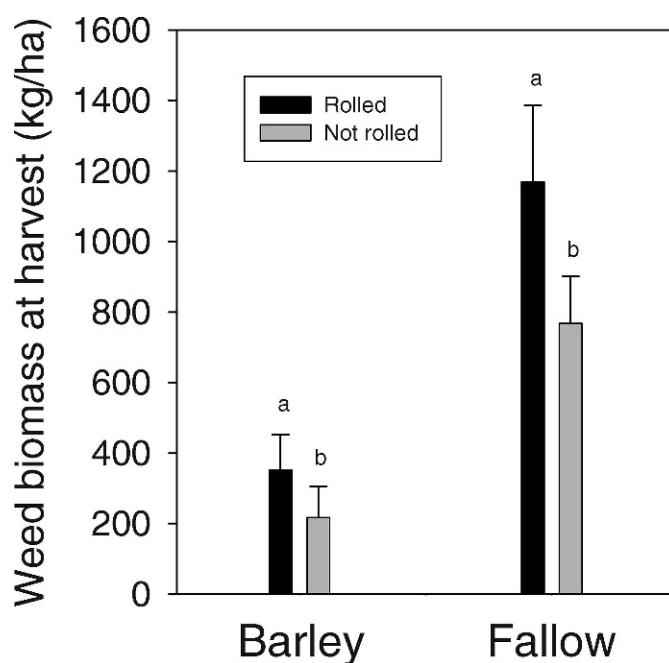 Weed biomass at harvest (kg/ha)
1600
1400
1200
1000
800
600
400
200
0
Rolled
Not rolled
a
b
a
b
Barley
Fallow